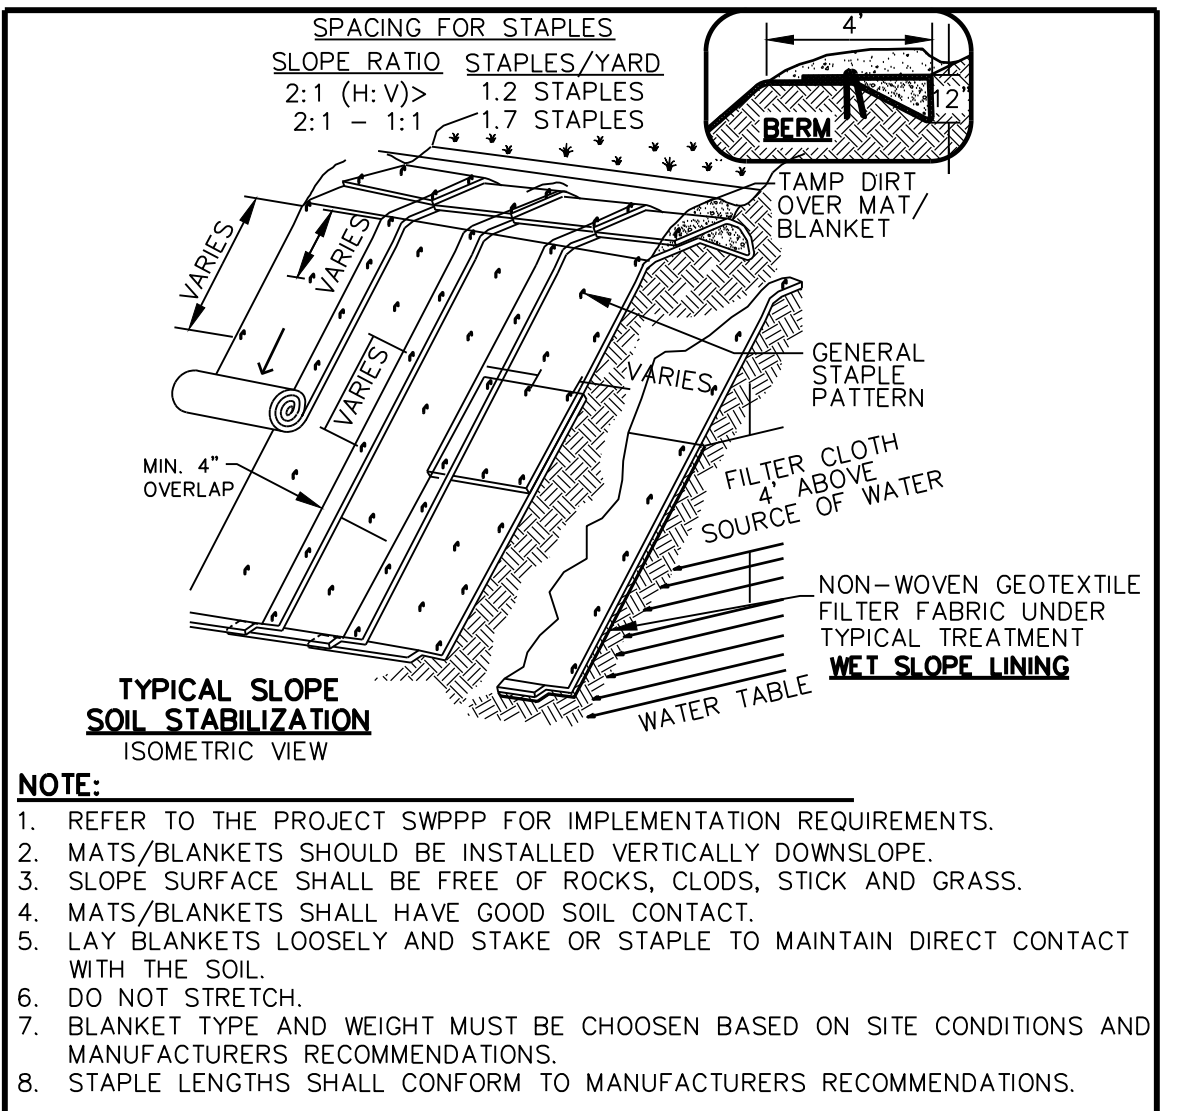 SPACING FOR STAPLES
SLOPE RATIO STAPLES/YARD
2:1 (H:V)> 1.2 STAPLES
2:1 - 1:1 1.7 STAPLES
4'
12"
BERM
TAMP DIRT
OVER MAT/
BLANKET
VARIES
VARIES
VARIES
VARIES
GENERAL
STAPLE
PATTERN
MIN. 4"
OVERLAP
FILTER CLOTH
4' ABOVE
SOURCE OF WATER
NON-WOVEN GEOTEXTILE
FILTER FABRIC UNDER
TYPICAL TREATMENT
WET SLOPE LINING
WATER TABLE
TYPICAL SLOPE
SOIL STABILIZATION
ISOMETRIC VIEW
NOTE:
1. REFER TO THE PROJECT SWPPP FOR IMPLEMENTATION REQUIREMENTS.
2. MATS/BLANKETS SHOULD BE INSTALLED VERTICALLY DOWNSLOPE.
3. SLOPE SURFACE SHALL BE FREE OF ROCKS, CLODS, STICK AND GRASS.
4. MATS/BLANKETS SHALL HAVE GOOD SOIL CONTACT.
5. LAY BLANKETS LOOSELY AND STAKE OR STAPLE TO MAINTAIN DIRECT CONTACT
WITH THE SOIL.
6. DO NOT STRETCH.
7. BLANKET TYPE AND WEIGHT MUST BE CHOOSEN BASED ON SITE CONDITIONS AND
MANUFACTURERS RECOMMENDATIONS.
8. STAPLE LENGTHS SHALL CONFORM TO MANUFACTURERS RECOMMENDATIONS.